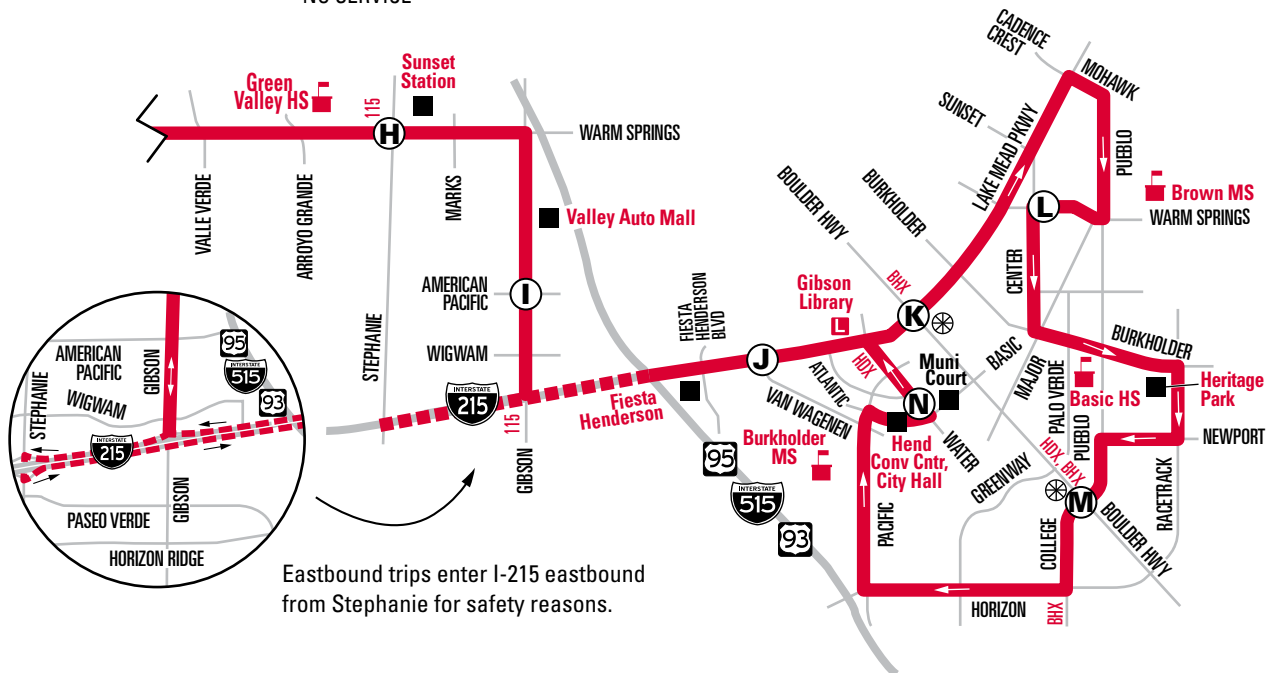 NO SERVICE
CADENCE
CREST
MOHAWK
Sunset
Station
Green
Valley HS
115
H
WARM SPRINGS
SUNSET
LAKE MEAD PKWY
PUEBLO
BOULDER HWY
BURKHOLDER
Brown MS
L
WARM SPRINGS
VALLE VERDE
ARROYO GRANDE
MARKS
Valley Auto Mall
CENTER
AMERICAN
PACIFIC
I
Gibson
Library
L
BHX
K
FIESTA
HENDERSON
BLVD
STEPHANIE
WIGWAM
J
HDX
ATLANTIC
Muni
Court
BASIC
MAJOR
PALO VERDE
PUEBLO
BURKHOLDER
Basic HS
Heritage
Park
INTERSTATE
215
115
GIBSON
Fiesta
Henderson
VAN WAGENEN
N
Hend
Conv Cntr,
City Hall
WATER
NEWPORT
Burkholder
MS
95
INTERSTATE
515
93
GREENWAY
HDX, BHX
M
RACETRACK
BOULDER HWY
PACIFIC
COLLEGE
HORIZON
BHX
AMERICAN
PACIFIC
GIBSON
95
INTERSTATE
515
93
STEPHANIE
WIGWAM
INTERSTATE
215
GIBSON
PASEO VERDE
HORIZON RIDGE
Eastbound trips enter I-215 eastbound
from Stephanie for safety reasons.